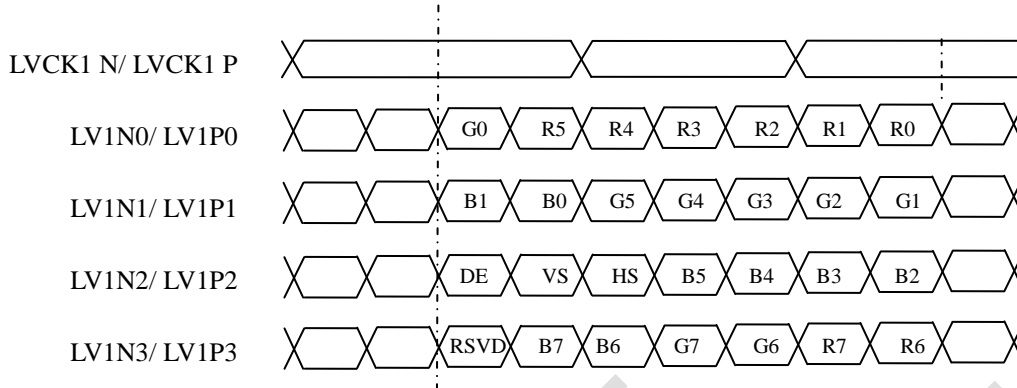 LVCK1 N/ LVCK1 P
LV1N0/ LV1P0 G0 R5 R4 R3 R2 R1 R0
LV1N1/ LV1P1 B1 B0 G5 G4 G3 G2 G1
LV1N2/ LV1P2 DE VS HS B5 B4 B3 B2
LV1N3/ LV1P3 RSVD B7 B6 G7 G6 R7 R6